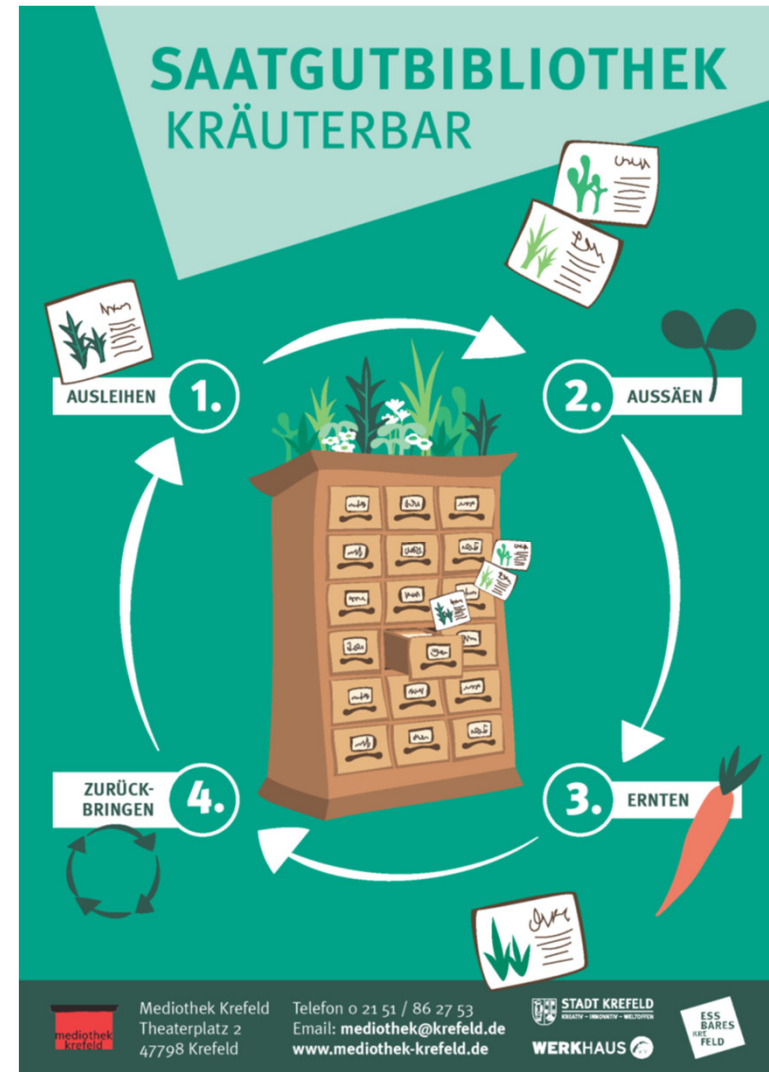 SAATGUTBIBLIOTHEK
KRÄUTERBAR
AUSLEIHEN
1.
2.
AUSSÄEN
ZURÜCK-
BRINGEN
4.
3.
ERNTEN
mediothek
krefeld
Mediothek Krefeld
Theaterplatz 2
47798 Krefeld
Telefon 0 21 51 / 86 27 53
Email: mediothek@krefeld.de
www.mediothek-krefeld.de
STADT KREFELD
KREATIV – INNOVATIV – WELTOFFEN
WERKHAUS
ESS
BARES
KRE
FELD